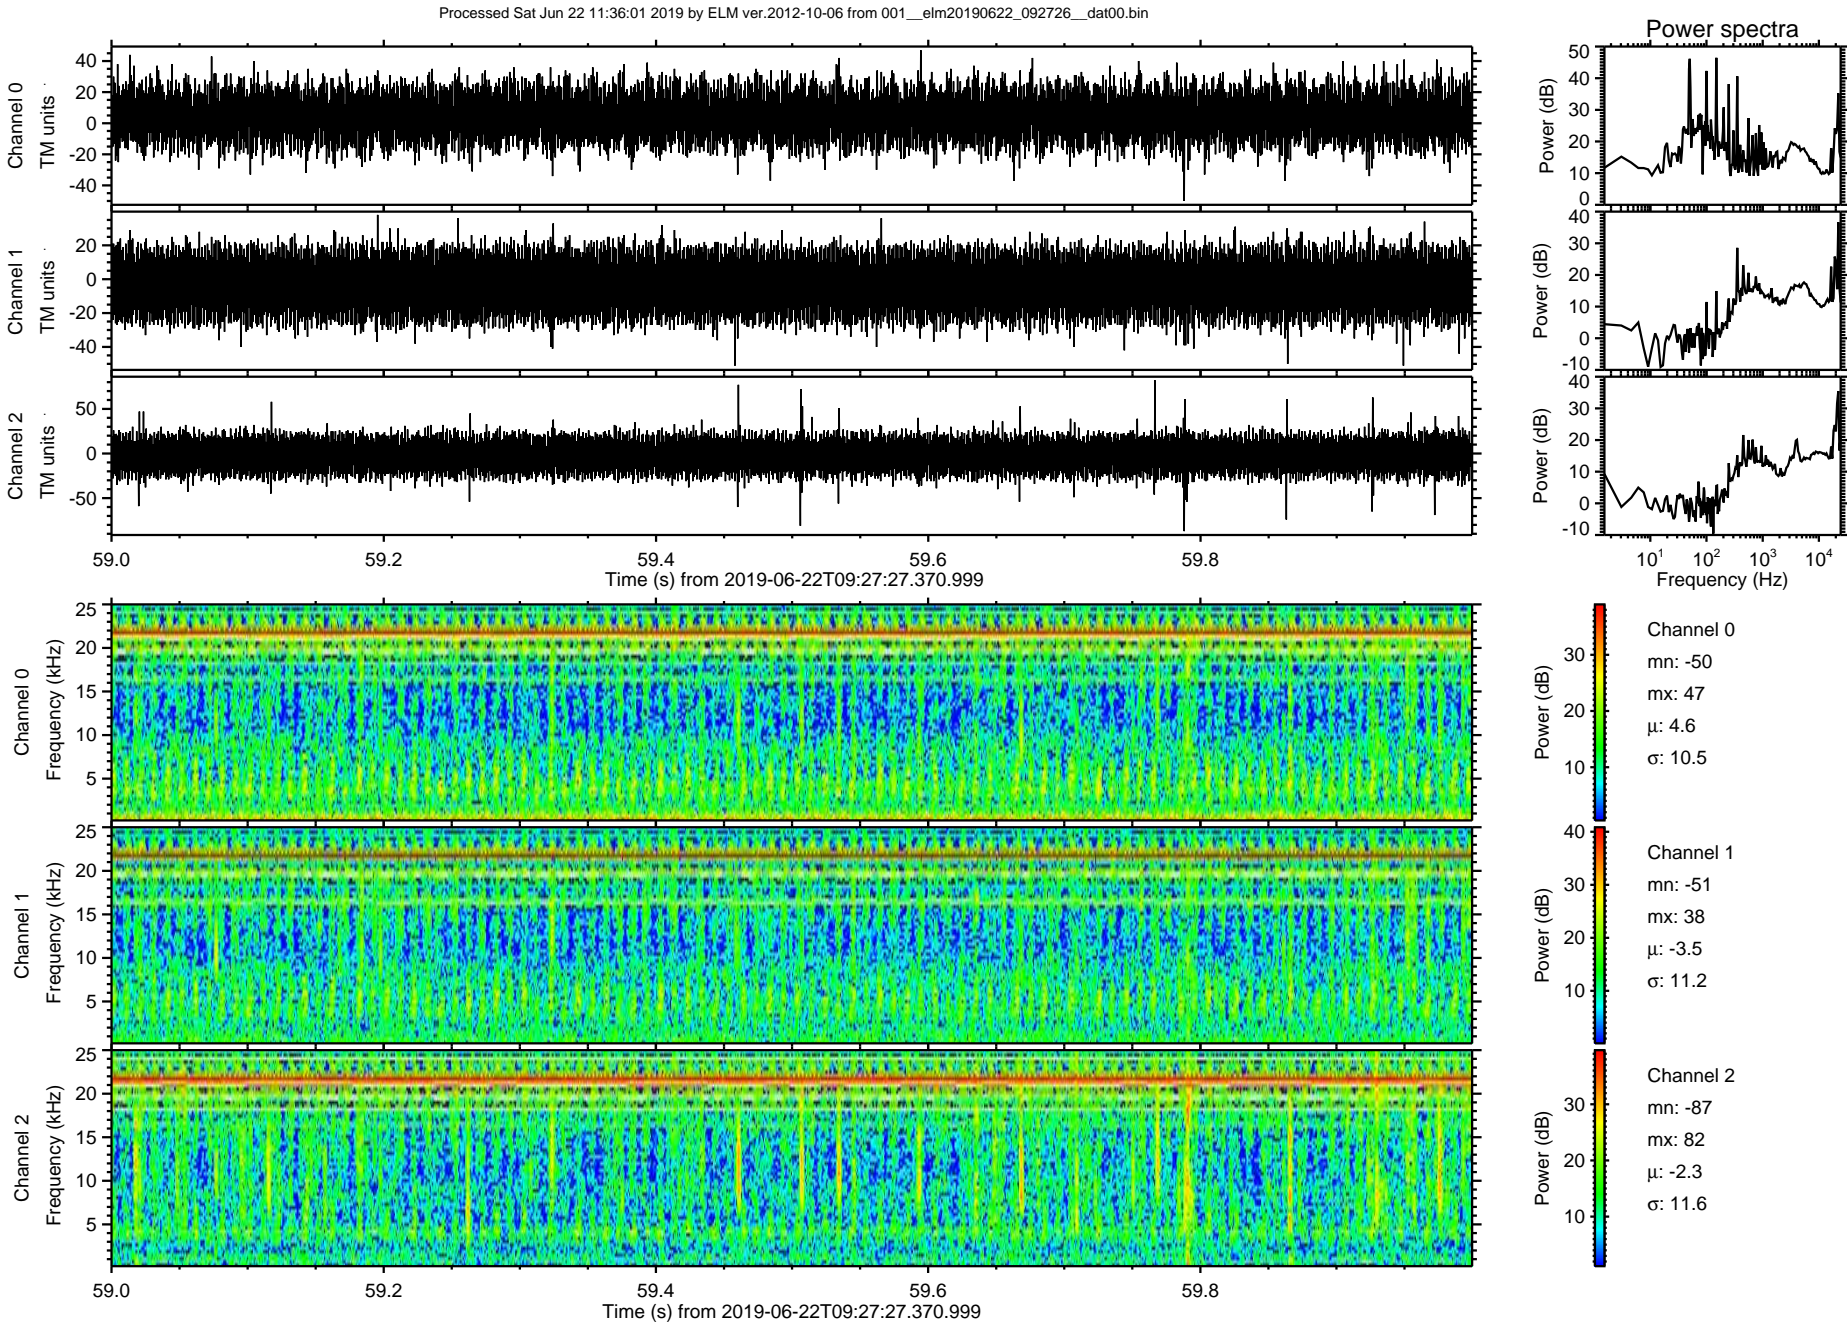 Processed Sat Jun 22 11:36:01 2019 by ELM ver.2012-10-06 from 001__elm20190622_092726__dat00.bin
Power spectra
Channel 0
TM units
40
20
0
-20
-40
Power (dB)
50
40
30
20
10
0
Channel 1
TM units
20
0
-20
-40
Power (dB)
40
30
20
10
0
-10
Channel 2
TM units
50
0
-50
Power (dB)
40
30
20
10
0
-10
59.0 59.2 59.4 59.6 59.8
Time (s) from 2019-06-22T09:27:27.370.999
10^1 10^2 10^3 10^4
Frequency (Hz)
Channel 0
Frequency (kHz)
25
20
15
10
5
Power (dB)
30
20
10
Channel 0
mn: -50
mx: 47
μ: 4.6
σ: 10.5
Channel 1
Frequency (kHz)
25
20
15
10
5
Power (dB)
40
30
20
10
Channel 1
mn: -51
mx: 38
μ: -3.5
σ: 11.2
Channel 2
Frequency (kHz)
25
20
15
10
5
Power (dB)
30
20
10
Channel 2
mn: -87
mx: 82
μ: -2.3
σ: 11.6
59.0 59.2 59.4 59.6 59.8
Time (s) from 2019-06-22T09:27:27.370.999